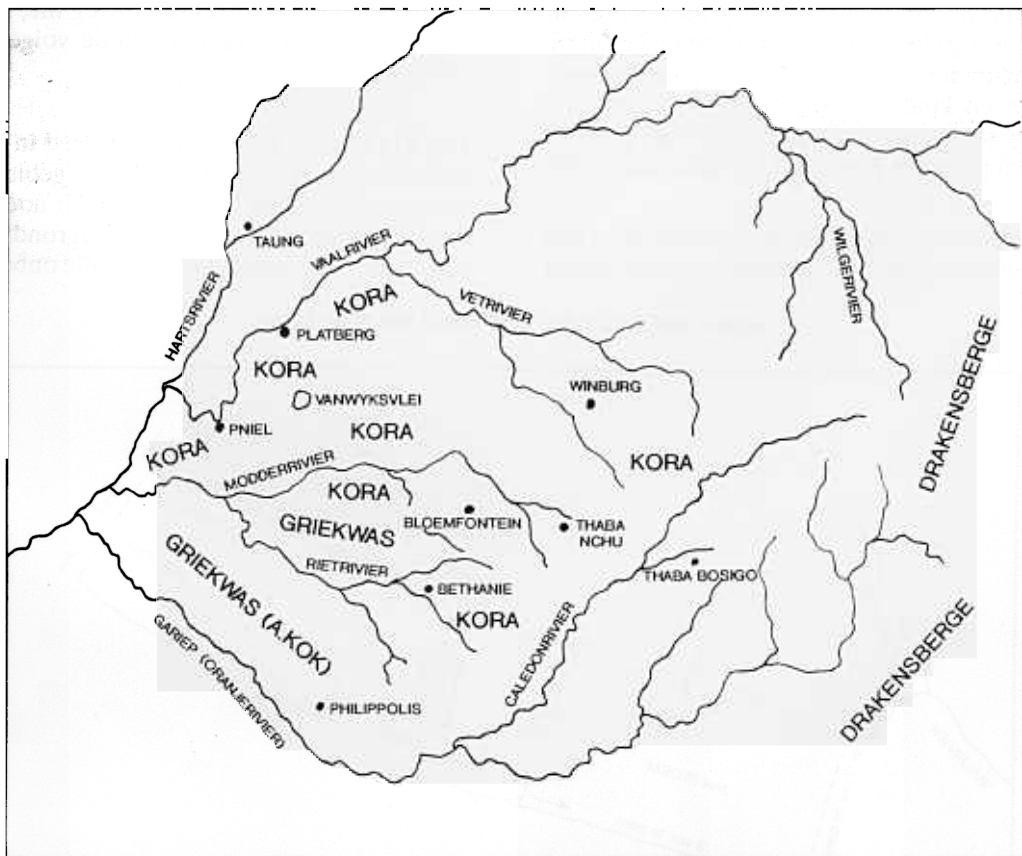 TAUNG
VAALRIVIER
HARTSRIVIER
KORA
VETRIVIER
WILGERIVIER
PLATBERG
KORA
VANWYKSVLEI
WINBURG
DRAKENSBERGE
PNIEL
KORA
KORA
KORA
MODDERRIVIER
KORA
GRIEKWAS
BLOEMFONTEIN
THABA
NCHU
RIETRIVIER
BETHANIE
KORA
THABA BOSIGO
GRIEKWAS (A.KOK)
GARIEP (ORANJERIVIER)
CALEDONRIVIER
DRAKENSBERGE
PHILIPPOLIS